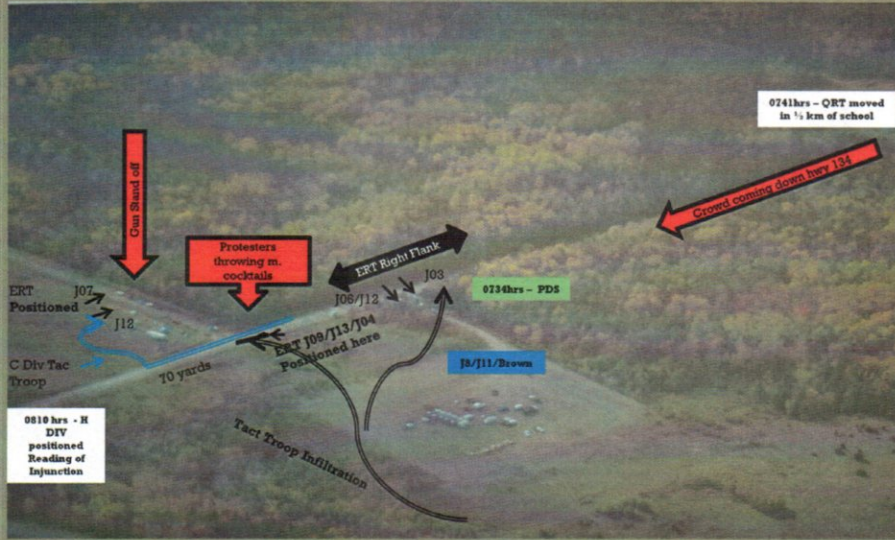 0741hrs – QRT moved
in ½ km of school
Crowd coming down hwy 134
Gun Stand off
Protesters
throwing m.
cocktails
ERT Right Flank
J03
J06/J12
0734hrs – PDS
ERT
Positioned
J07
J12
ERT J09/J13/J04
Positioned here
C Div Tac
Troop
70 yards
J8/J11/Brown
0810 hrs - H
DIV
positioned
Reading of
Injunction
Tact Troop Infiltration